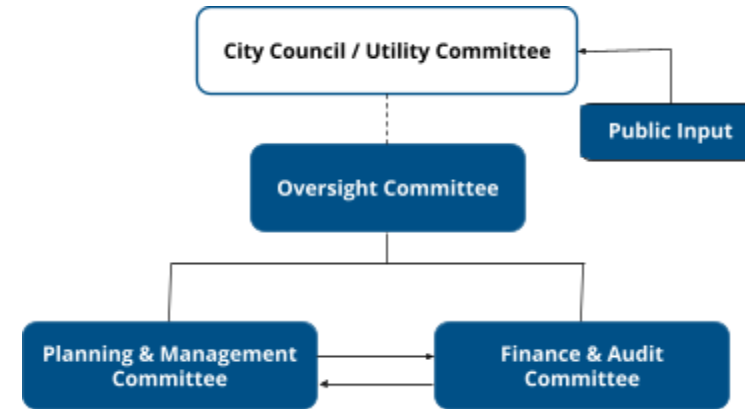 City Council / Utility Committee
Public Input
Oversight Committee
Planning & Management
Committee
Finance & Audit
Committee